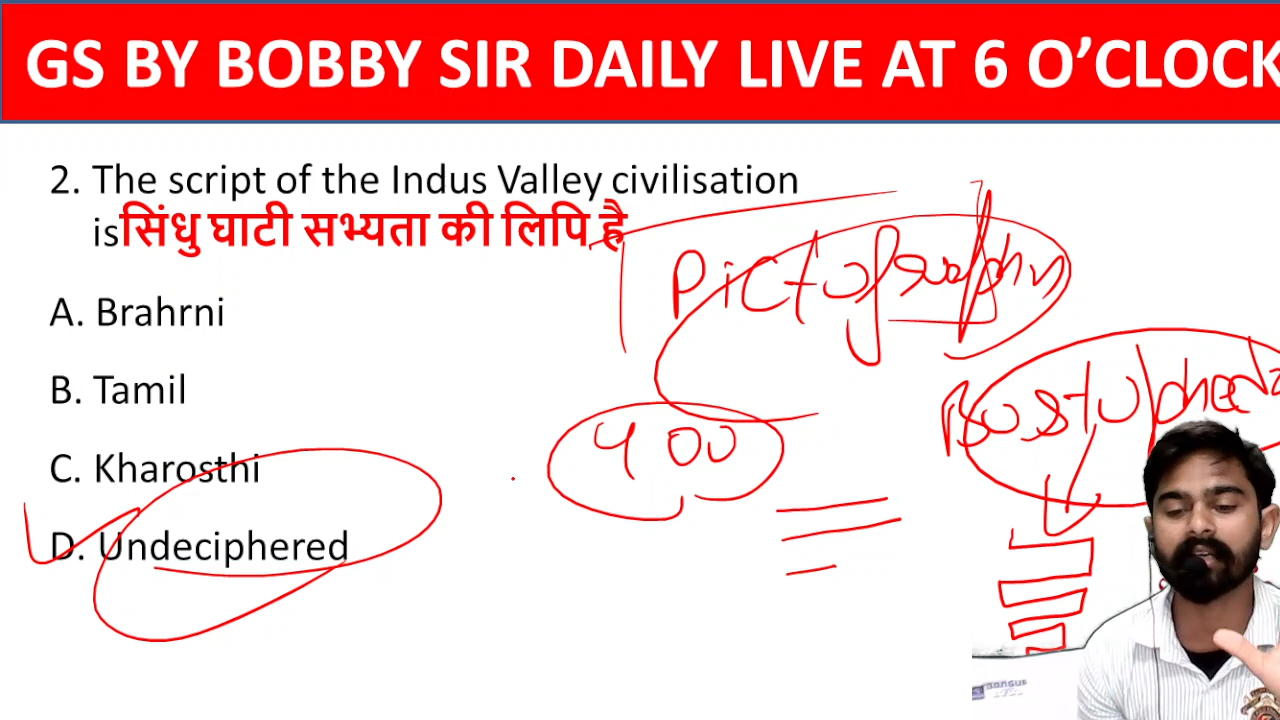 GS BY BOBBY SIR DAILY LIVE AT 6 O’CLOCK
2. The script of the Indus Valley civilisation
isसिंधु घाटी सभ्यता की लिपि है
Pictograph
A. Brahrni
B. Tamil
400
C. Kharosthi
D. Undeciphered